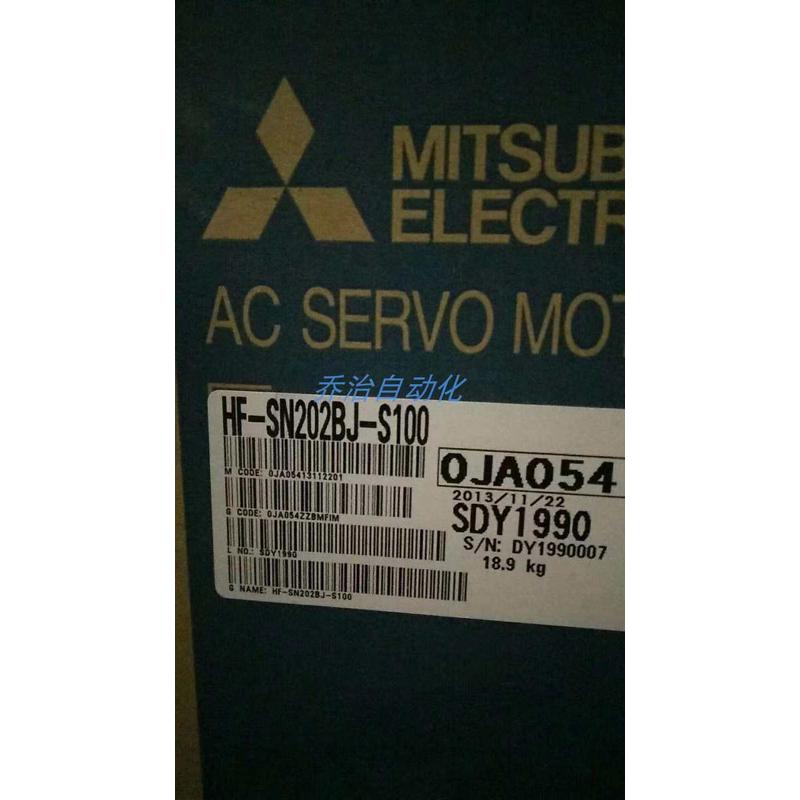 MITSUB
ELECTR
AC SERVO MOT
乔治自动化
HF-SN202BJ-S100
M CODE: 0JA05413112201
0JA054
2013/11/22
G CODE: 0JA054ZZBMFIM
SDY1990
S/N: DY1990007
L NO.: SDY1990
18.9 kg
G NAME: HF-SN202BJ-S100